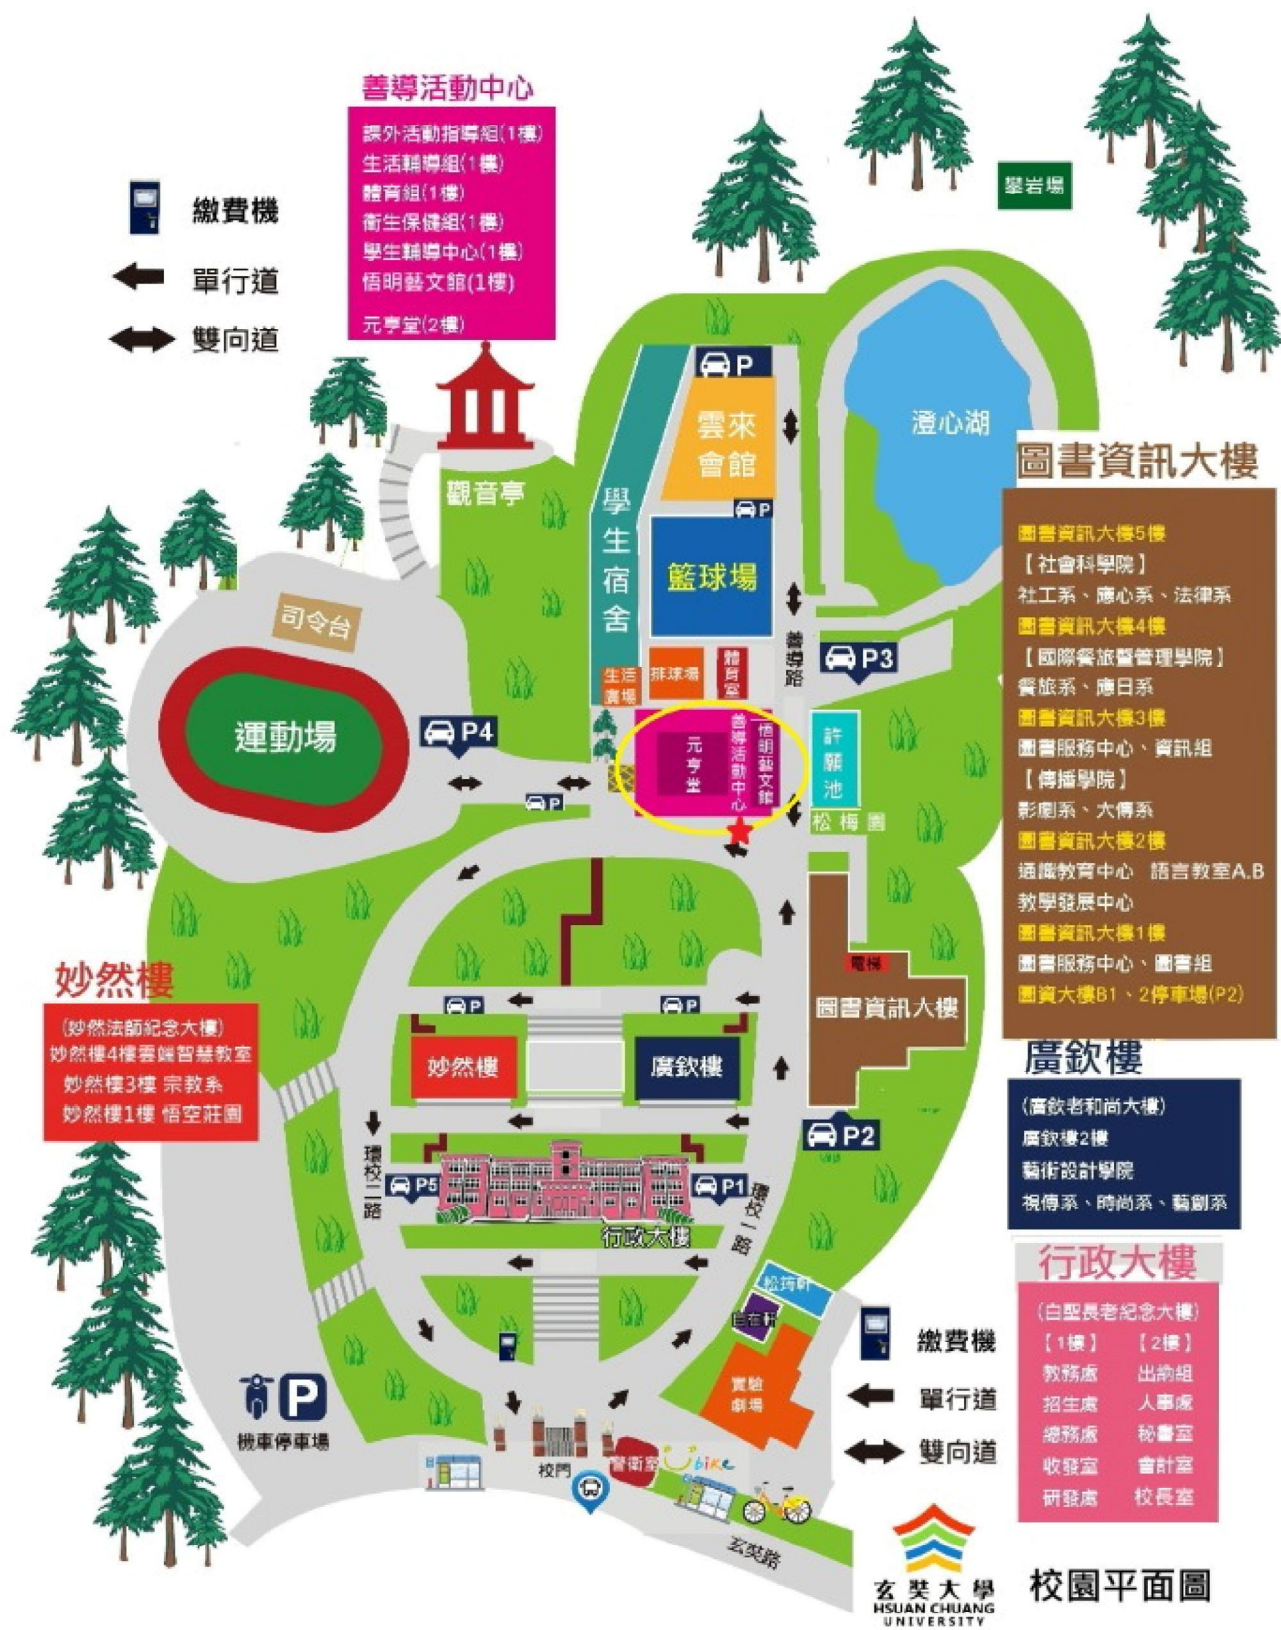 善導活動中心
課外活動指導組(1樓)
生活輔導組(1樓)
體育組(1樓)
衛生保健組(1樓)
學生輔導中心(1樓)
悟明藝文館(1樓)
元亨堂(2樓)
繳費機
單行道
雙向道
攀岩場
P
雲來
會館
澄心湖
觀音亭
學生宿舍
P
籃球場
司令台
善導路
P3
生活
廣場
排球場
體育室
運動場
P4
P
元亨堂
善導活動中心
悟明藝文館
許願池
松梅園
圖書資訊大樓
圖書資訊大樓5樓
【社會科學院】
社工系、應心系、法律系
圖書資訊大樓4樓
【國際餐旅暨管理學院】
餐旅系、應日系
圖書資訊大樓3樓
圖書服務中心、資訊組
【傳播學院】
影劇系、大傳系
圖書資訊大樓2樓
通識教育中心 語言教室A.B
教學發展中心
圖書資訊大樓1樓
圖書服務中心、圖書組
圖資大樓B1、2停車場(P2)
妙然樓
(妙然法師紀念大樓)
妙然樓4樓雲端智慧教室
妙然樓3樓 宗教系
妙然樓1樓 悟空莊園
電梯
圖書資訊大樓
P
P
妙然樓
廣欽樓
P2
環校二路
P5
P1
環校一路
行政大樓
廣欽樓
(廣欽老和尚大樓)
廣欽樓2樓
藝術設計學院
視傳系、時尚系、藝創系
松筠軒
自在軒
實驗
劇場
繳費機
單行道
雙向道
行政大樓
(白聖長老紀念大樓)
【1樓】 【2樓】
教務處 出納組
招生處 人事處
總務處 秘書室
收發室 會計室
研發處 校長室
P
機車停車場
校門
警衛室
Ubike
玄奘路
玄奘大學
HSUAN CHUANG
UNIVERSITY
校園平面圖